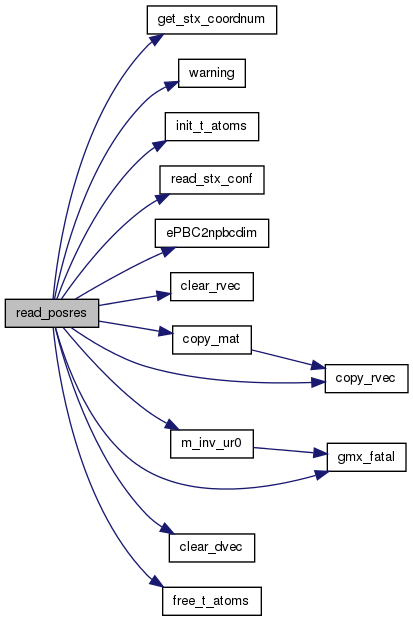 get_stx_coordnum
warning
init_t_atoms
read_stx_conf
ePBC2npbcdim
clear_rvec
read_posres
copy_mat
copy_rvec
m_inv_ur0
gmx_fatal
clear_dvec
free_t_atoms